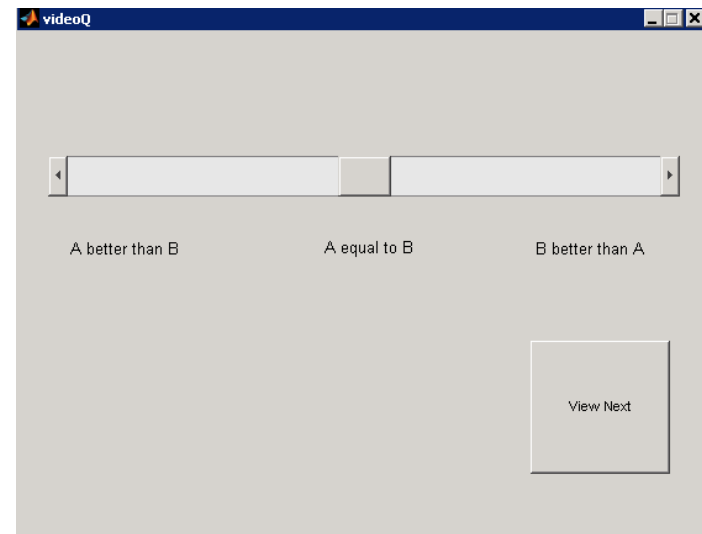 videoQ
A better than B
A equal to B
B better than A
View Next